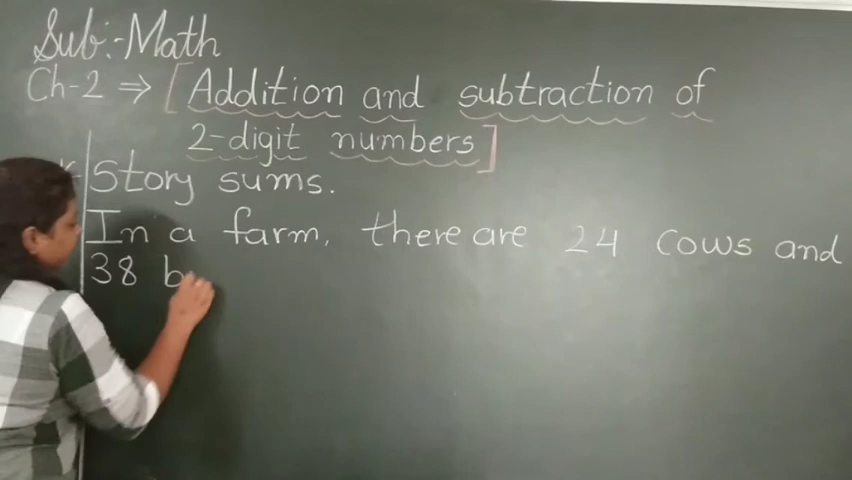 Sub:-Math
Ch-2 ⇒ [Addition and subtraction of
2-digit numbers]
Story sums.
In a farm, there are 24 cows and
38 b